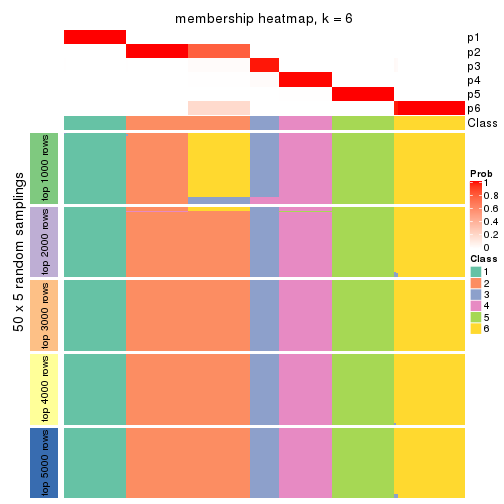 membership heatmap, k = 6
p1
p2
p3
p4
p5
p6
Class
50 x 5 random samplings
top 1000 rows
top 2000 rows
top 3000 rows
top 4000 rows
top 5000 rows
Prob
1
0.8
0.6
0.4
0.2
0
Class
1
2
3
4
5
6